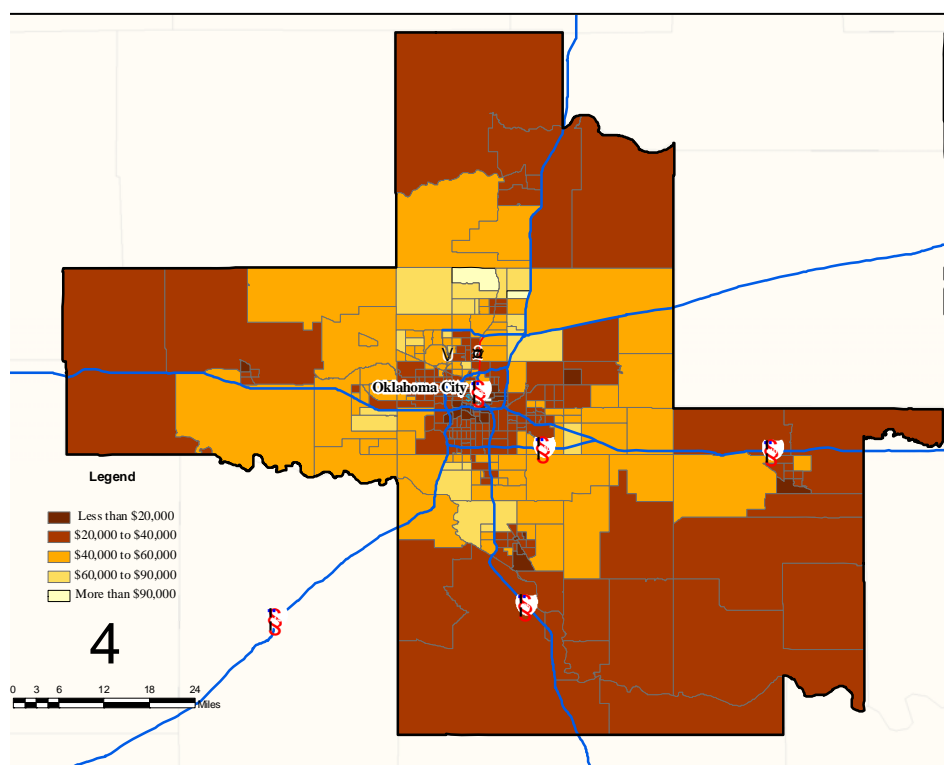 Oklahoma City
Legend
Less than $20,000
$20,000 to $40,000
$40,000 to $60,000
$60,000 to $90,000
More than $90,000
4
0 3 6 12 18 24
Miles